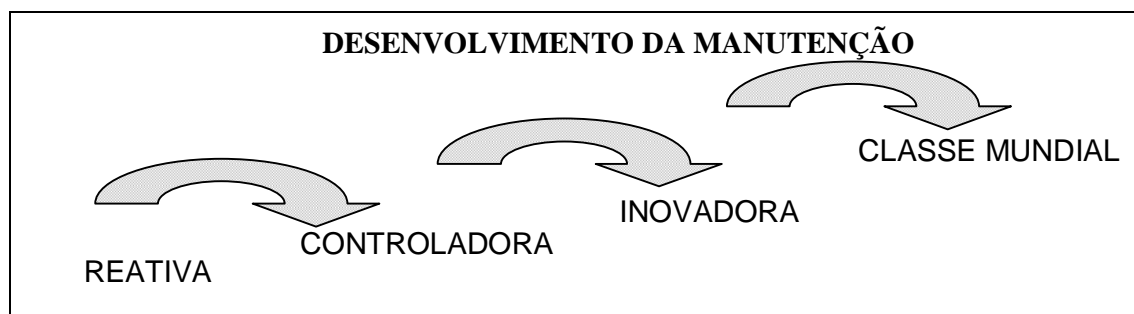 DESENVOLVIMENTO DA MANUTENÇÃO
REATIVA
CONTROLADORA
INOVADORA
CLASSE MUNDIAL